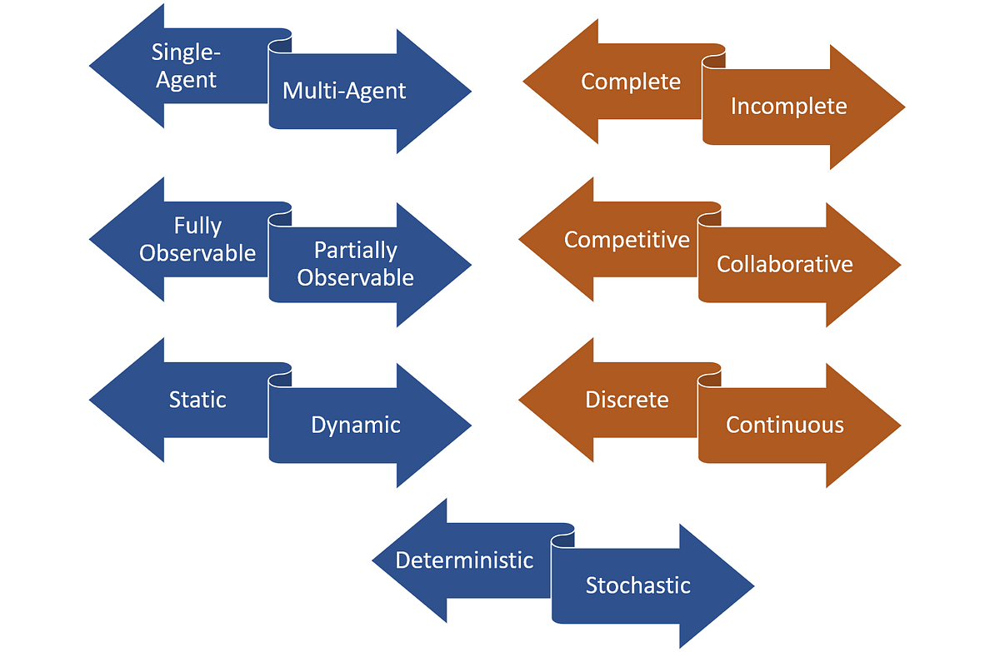 Single-
Agent
Multi-Agent
Complete
Incomplete
Fully
Observable
Partially
Observable
Competitive
Collaborative
Static
Dynamic
Discrete
Continuous
Deterministic
Stochastic